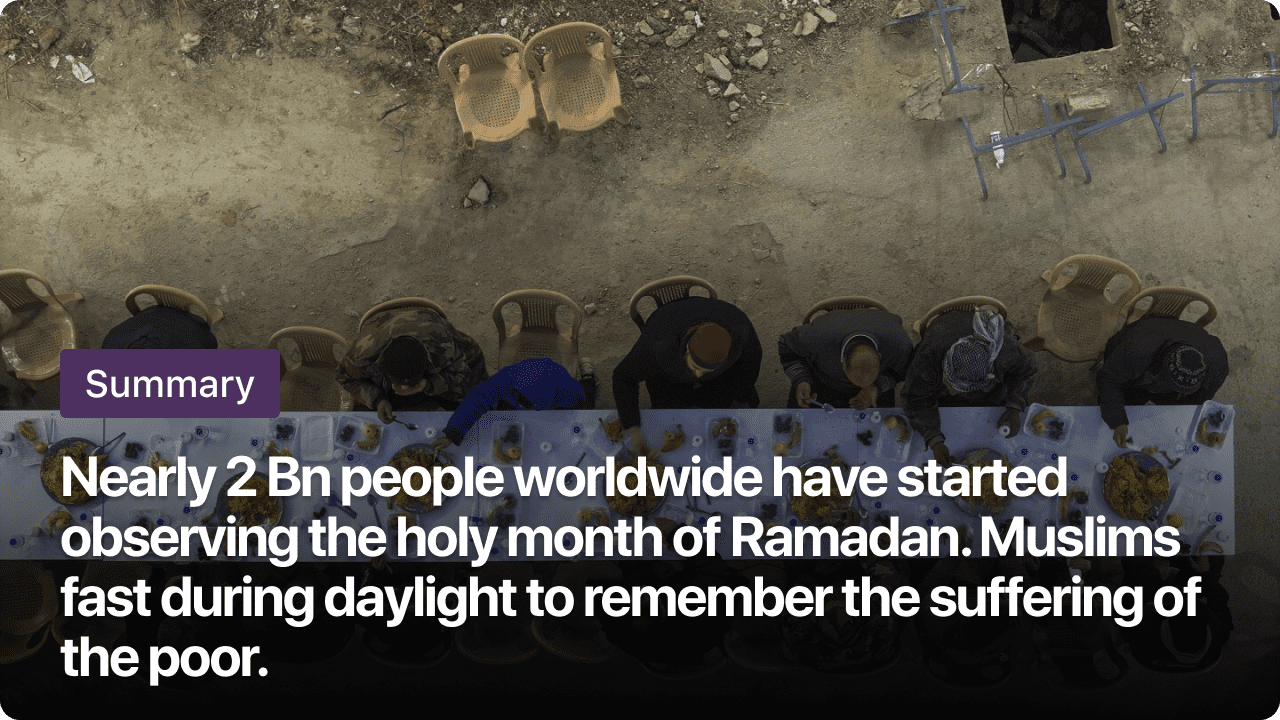 Summary
Nearly 2 Bn people worldwide have started
observing the holy month of Ramadan. Muslims
fast during daylight to remember the suffering of
the poor.